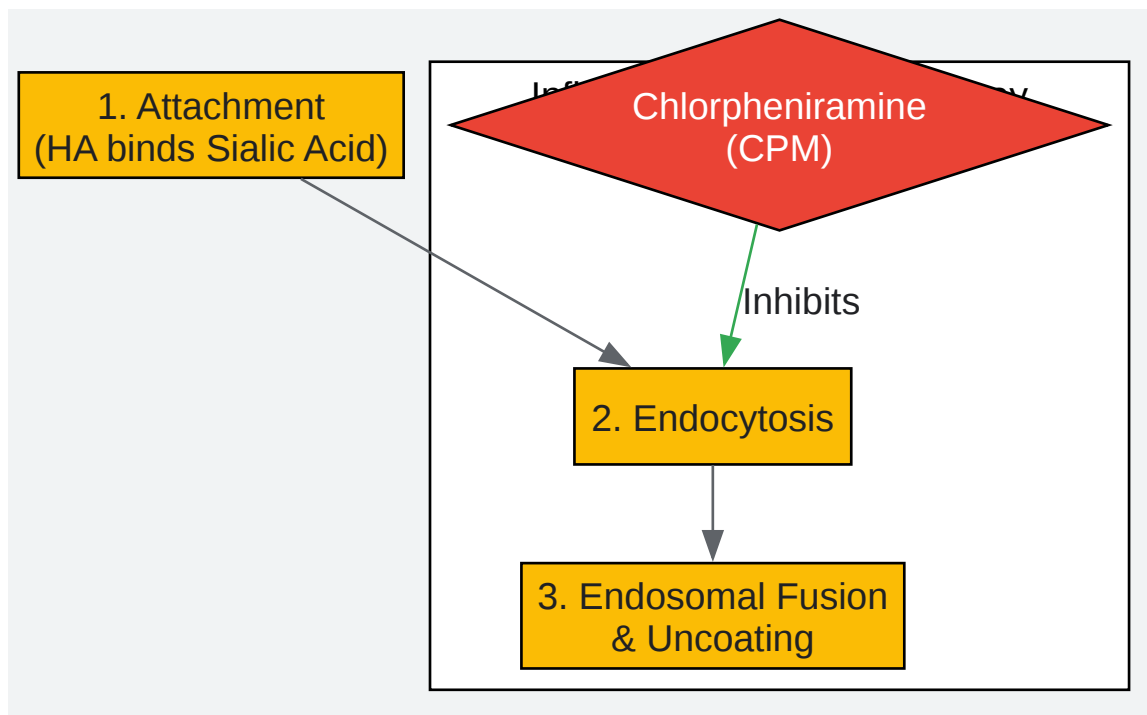 1. Attachment
(HA binds Sialic Acid)
Chlorpheniramine
(CPM)
Inhibits
2. Endocytosis
3. Endosomal Fusion
& Uncoating